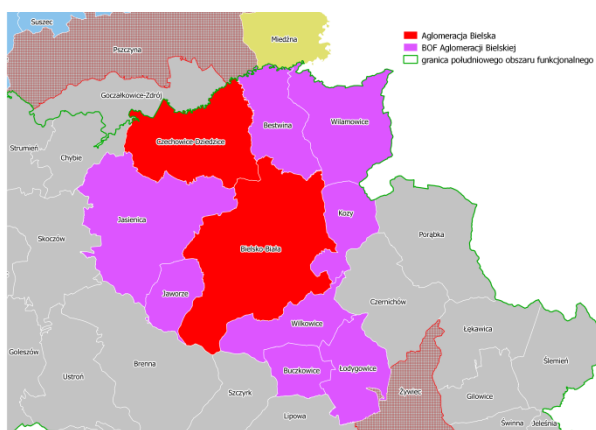 Suszec
Pszczyna
Miedźna
Aglomeracja Bielska
BOF Aglomeracji Bielskiej
granica południowego obszaru funkcjonalnego
Goczałkowice-Zdrój
Bestwina
Wilamowice
Czechowice-Dziedzice
Strumień
Chybie
Jasienica
Kozy
Porąbka
Skoczów
Bielsko-Biała
Jaworze
Czernichów
Wilkowice
Łękawica
Goleszów
Brenna
Ustroń
Szczyrk
Buczkowice
Łodygowice
Ślemień
Żywiec
Gilowice
Lipowa
Świnna
Jeleśnia